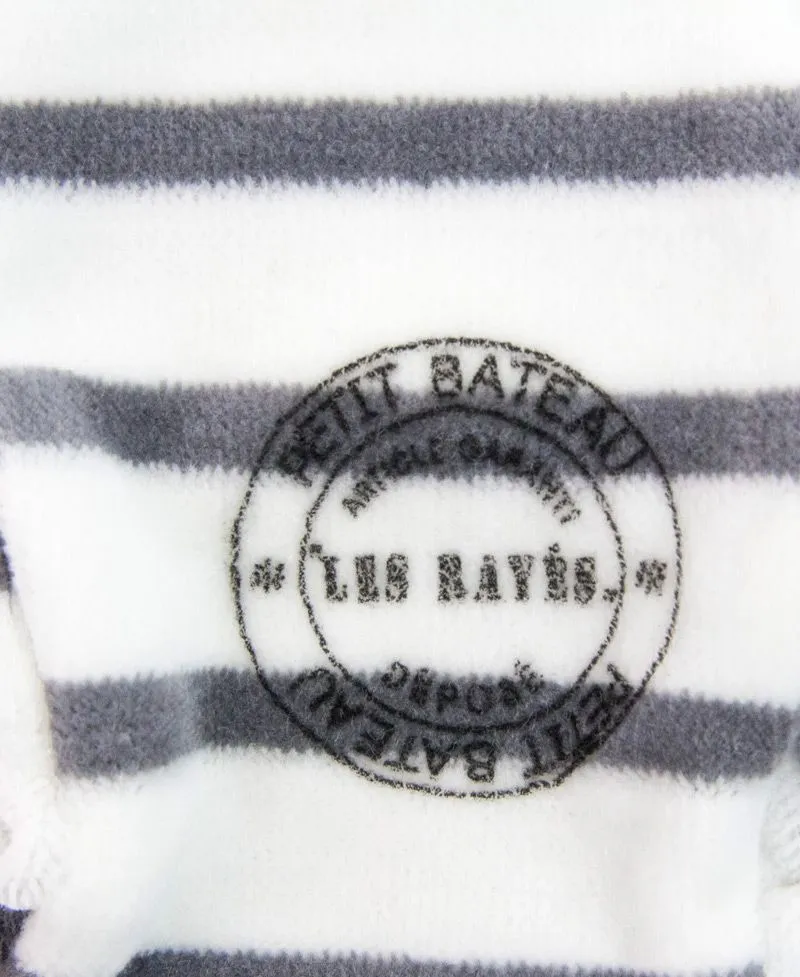 PETIT BATEAU
ARTICLE GARANTI
"LES RAYÉS„
DÉPOSÉ
PETIT BATEAU